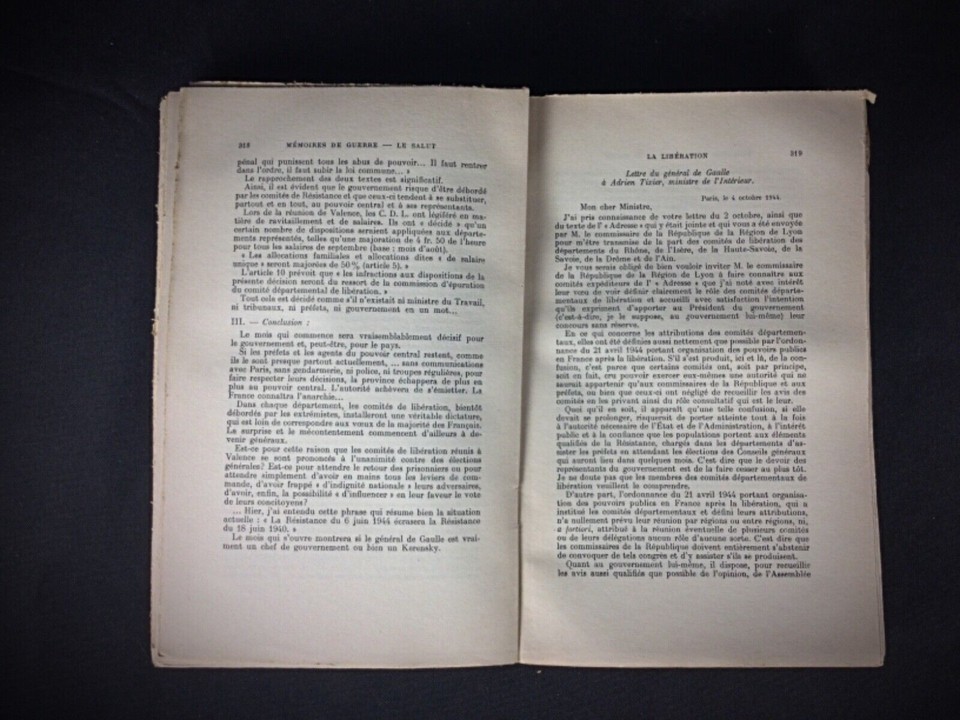 318 MÉMOIRES DE GUERRE — LE SALUT
pénal qui punissent tous les abus de pouvoir... Il faut rentrer
dans l'ordre, il faut subir la loi commune... »
Le rapprochement des deux textes est significatif.
Ainsi, il est évident que le gouvernement risque d'être débordé
par les comités de Résistance et que ceux-ci tendent à se substituer,
partout et en tout, au pouvoir central et à ses représentants.
Lors de la réunion de Valence, les C. D. L. ont légiféré en ma-
tière de ravitaillement et de salaires. Ils ont « décidé » qu'un
certain nombre de dispositions seraient appliquées aux départe-
ments représentés, telles qu'une majoration de 4 fr. 50 de l'heure
pour tous les salaires de septembre (base : mois d'août).
« Les allocations familiales et allocations dites « de salaire
unique » seront majorées de 50 % (article 5). »
L'article 10 prévoit que « les infractions aux dispositions de la
présente décision seront du ressort de la commission d'épuration
du comité départemental de libération. »
Tout cela est décidé comme s'il n'existait ni ministre du Travail,
ni tribunaux, ni préfets, ni gouvernement en un mot...
III. — Conclusion :
Le mois qui commence sera vraisemblablement décisif pour
le gouvernement et, peut-être, pour le pays.
Si les préfets et les agents du pouvoir central restent, comme
ils le sont presque partout actuellement, ... sans communications
avec Paris, sans gendarmerie, ni police, ni troupes régulières, pour
faire respecter leurs décisions, la province échappera de plus en
plus au pouvoir central. L'autorité achèvera de s'émietter. La
France connaîtra l'anarchie...
Dans chaque département, les comités de libération, bientôt
débordés par les extrémistes, installeront une véritable dictature,
qui est loin de correspondre aux vœux de la majorité des Français.
La surprise et le mécontentement commencent d'ailleurs à de-
venir généraux.
Est-ce pour cette raison que les comités de libération réunis à
Valence se sont prononcés à l'unanimité contre des élections
générales? Est-ce pour attendre le retour des prisonniers ou pour
attendre simplement d'avoir en mains tous les leviers de com-
mande, d'avoir frappé « d'indignité nationale » leurs adversaires,
d'avoir, enfin, la possibilité « d'influencer » en leur faveur le vote
de leurs concitoyens?
... Hier, j'ai entendu cette phrase qui résume bien la situation
actuelle : « La Résistance du 6 juin 1944 écrasera la Résistance
du 18 juin 1940. »
Le mois qui s'ouvre montrera si le général de Gaulle est vrai-
ment un chef de gouvernement ou bien un Kerensky.
LA LIBÉRATION 319
Lettre du général de Gaulle
à Adrien Tixier, ministre de l'Intérieur.
Paris, le 4 octobre 1944.
Mon cher Ministre,
J'ai pris connaissance de votre lettre du 2 octobre, ainsi que
du texte de l'« Adresse » qui y était jointe et qui vous a été envoyée
par M. le commissaire de la République de la Région de Lyon
pour m'être transmise de la part des comités de libération des
départements du Rhône, de l'Isère, de la Haute-Savoie, de la
Savoie, de la Drôme et de l'Ain.
Je vous serais obligé de bien vouloir inviter M. le commissaire
de la République de la Région de Lyon à faire connaître aux
comités expéditeurs de l'« Adresse » que j'ai noté avec intérêt
leur vœu de voir définir clairement le rôle des comités départe-
mentaux de libération et accueilli avec satisfaction l'intention
qu'ils expriment d'apporter au Président du gouvernement
(c'est-à-dire, je le suppose, au gouvernement lui-même) leur
concours sans réserve.
En ce qui concerne les attributions des comités départemen-
taux, elles ont été définies aussi nettement que possible par l'ordon-
nance du 21 avril 1944 portant organisation des pouvoirs publics
en France après la libération. S'il s'est produit, ici et là, de la con-
fusion, c'est parce que certains comités ont, soit par principe,
soit en fait, cru pouvoir exercer eux-mêmes une autorité qui ne
saurait appartenir qu'aux commissaires de la République et aux
préfets, ou bien que ceux-ci ont négligé de recueillir les avis des
comités en les privant ainsi du rôle consultatif qui est le leur.
Quoi qu'il en soit, il apparaît qu'une telle confusion, si elle
devait se prolonger, risquerait de porter atteinte tout à la fois
à l'autorité nécessaire de l'État et de l'Administration, à l'intérêt
public et à la confiance que les populations portent aux éléments
qualifiés de la Résistance, chargés dans les départements d'as-
sister les préfets en attendant les élections des Conseils généraux
qui auront lieu dans quelques mois. C'est dire que le devoir des
représentants du gouvernement est de la faire cesser au plus tôt.
Je ne doute pas que les membres des comités départementaux de
libération veuillent le comprendre.
D'autre part, l'ordonnance du 21 avril 1944 portant organisa-
tion des pouvoirs publics en France après la libération, qui a
institué les comités départementaux et défini leurs attributions,
n'a nullement prévu leur réunion par régions ou entre régions, ni,
a fortiori, attribué à la réunion éventuelle de plusieurs comités
ou de leurs délégations aucun rôle d'aucune sorte. C'est dire que
les commissaires de la République doivent entièrement s'abstenir
de convoquer de tels congrès et d'y assister s'ils se produisent.
Quant au gouvernement lui-même, il dispose, pour recueillir
les avis aussi qualifiés que possible de l'opinion, de l'Assemblée